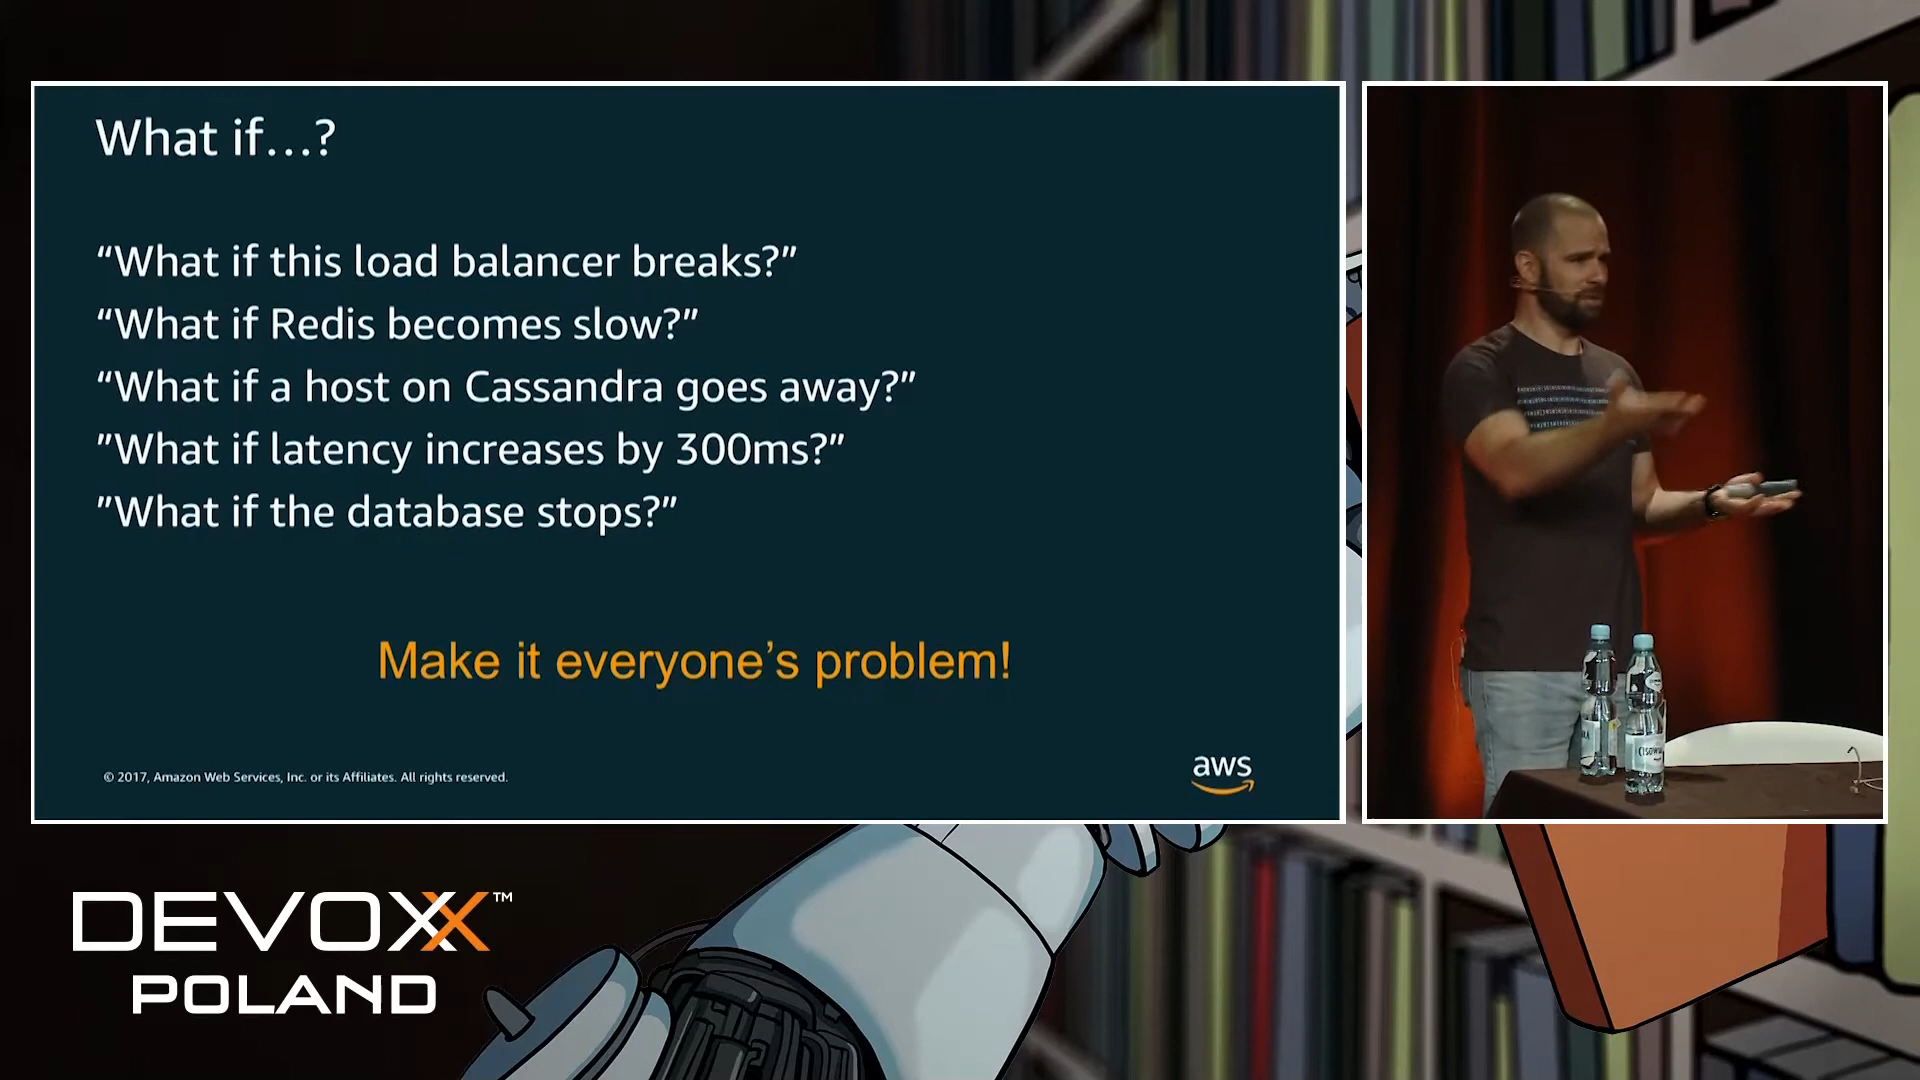 What if...?
“What if this load balancer breaks?”
“What if Redis becomes slow?”
“What if a host on Cassandra goes away?”
”What if latency increases by 300ms?”
”What if the database stops?”
Make it everyone’s problem!
© 2017, Amazon Web Services, Inc. or its Affiliates. All rights reserved.
aws
DEVOXX™
POLAND